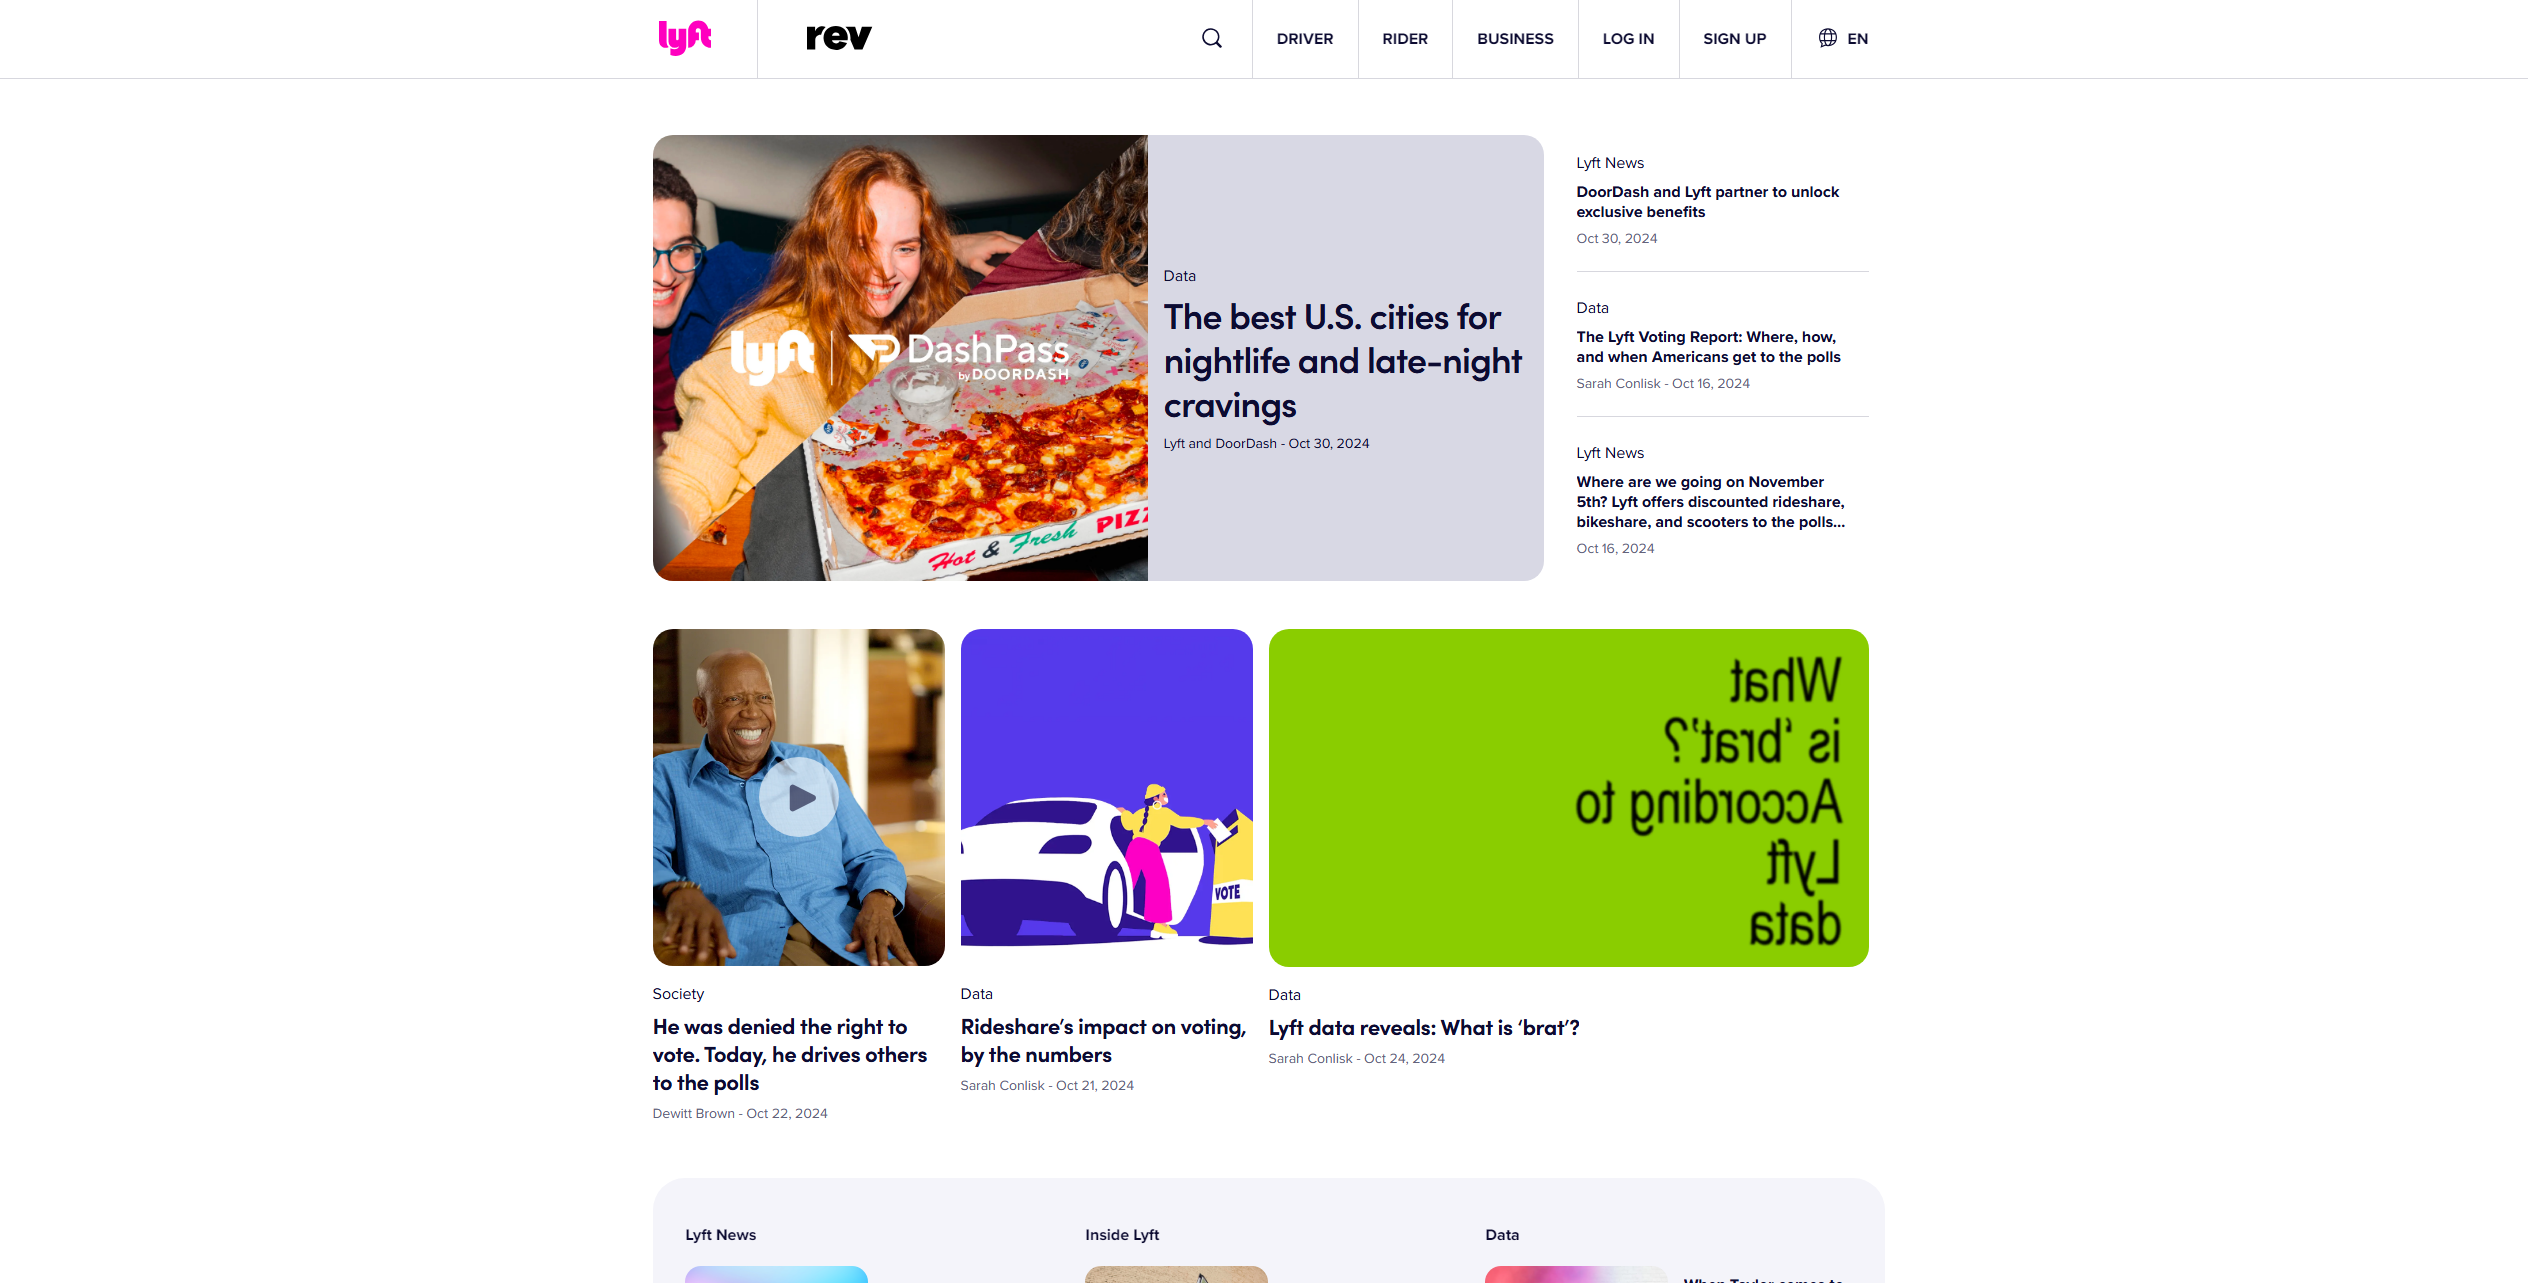 lyft
rev
DRIVER
RIDER
BUSINESS
LOG IN
SIGN UP
EN
lyft
DashPass
by DOORDASH
Hot & Fresh PIZZ
Data
The best U.S. cities for
nightlife and late-night
cravings
Lyft and DoorDash - Oct 30, 2024
Lyft News
DoorDash and Lyft partner to unlock
exclusive benefits
Oct 30, 2024
Data
The Lyft Voting Report: Where, how,
and when Americans get to the polls
Sarah Conlisk - Oct 16, 2024
Lyft News
Where are we going on November
5th? Lyft offers discounted rideshare,
bikeshare, and scooters to the polls...
Oct 16, 2024
Society
He was denied the right to
vote. Today, he drives others
to the polls
Dewitt Brown - Oct 22, 2024
VOTE
Data
Rideshare’s impact on voting,
by the numbers
Sarah Conlisk - Oct 21, 2024
What
is ‘brat’?
According to
Lyft
data
Data
Lyft data reveals: What is ‘brat’?
Sarah Conlisk - Oct 24, 2024
Lyft News
Inside Lyft
Data